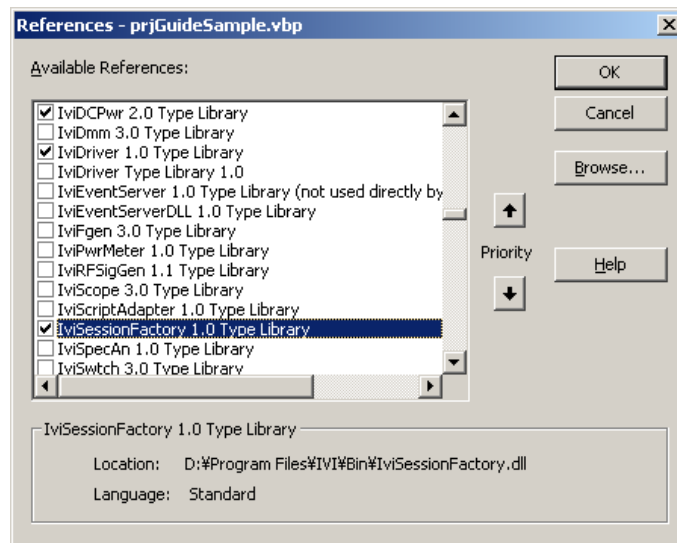 References - prjGuideSample.vbp
Available References:
IviDCPwr 2.0 Type Library
IviDmm 3.0 Type Library
IviDriver 1.0 Type Library
IviDriver Type Library 1.0
IviEventServer 1.0 Type Library (not used directly by
IviEventServerDLL 1.0 Type Library
IviFgen 3.0 Type Library
IviPwrMeter 1.0 Type Library
IviRFSigGen 1.1 Type Library
IviScope 3.0 Type Library
IviScriptAdapter 1.0 Type Library
IviSessionFactory 1.0 Type Library
IviSpecAn 1.0 Type Library
IviSwtch 3.0 Type Library
OK
Cancel
Browse...
Priority
Help
IviSessionFactory 1.0 Type Library
Location: D:¥Program Files¥IVI¥Bin¥IviSessionFactory.dll
Language: Standard